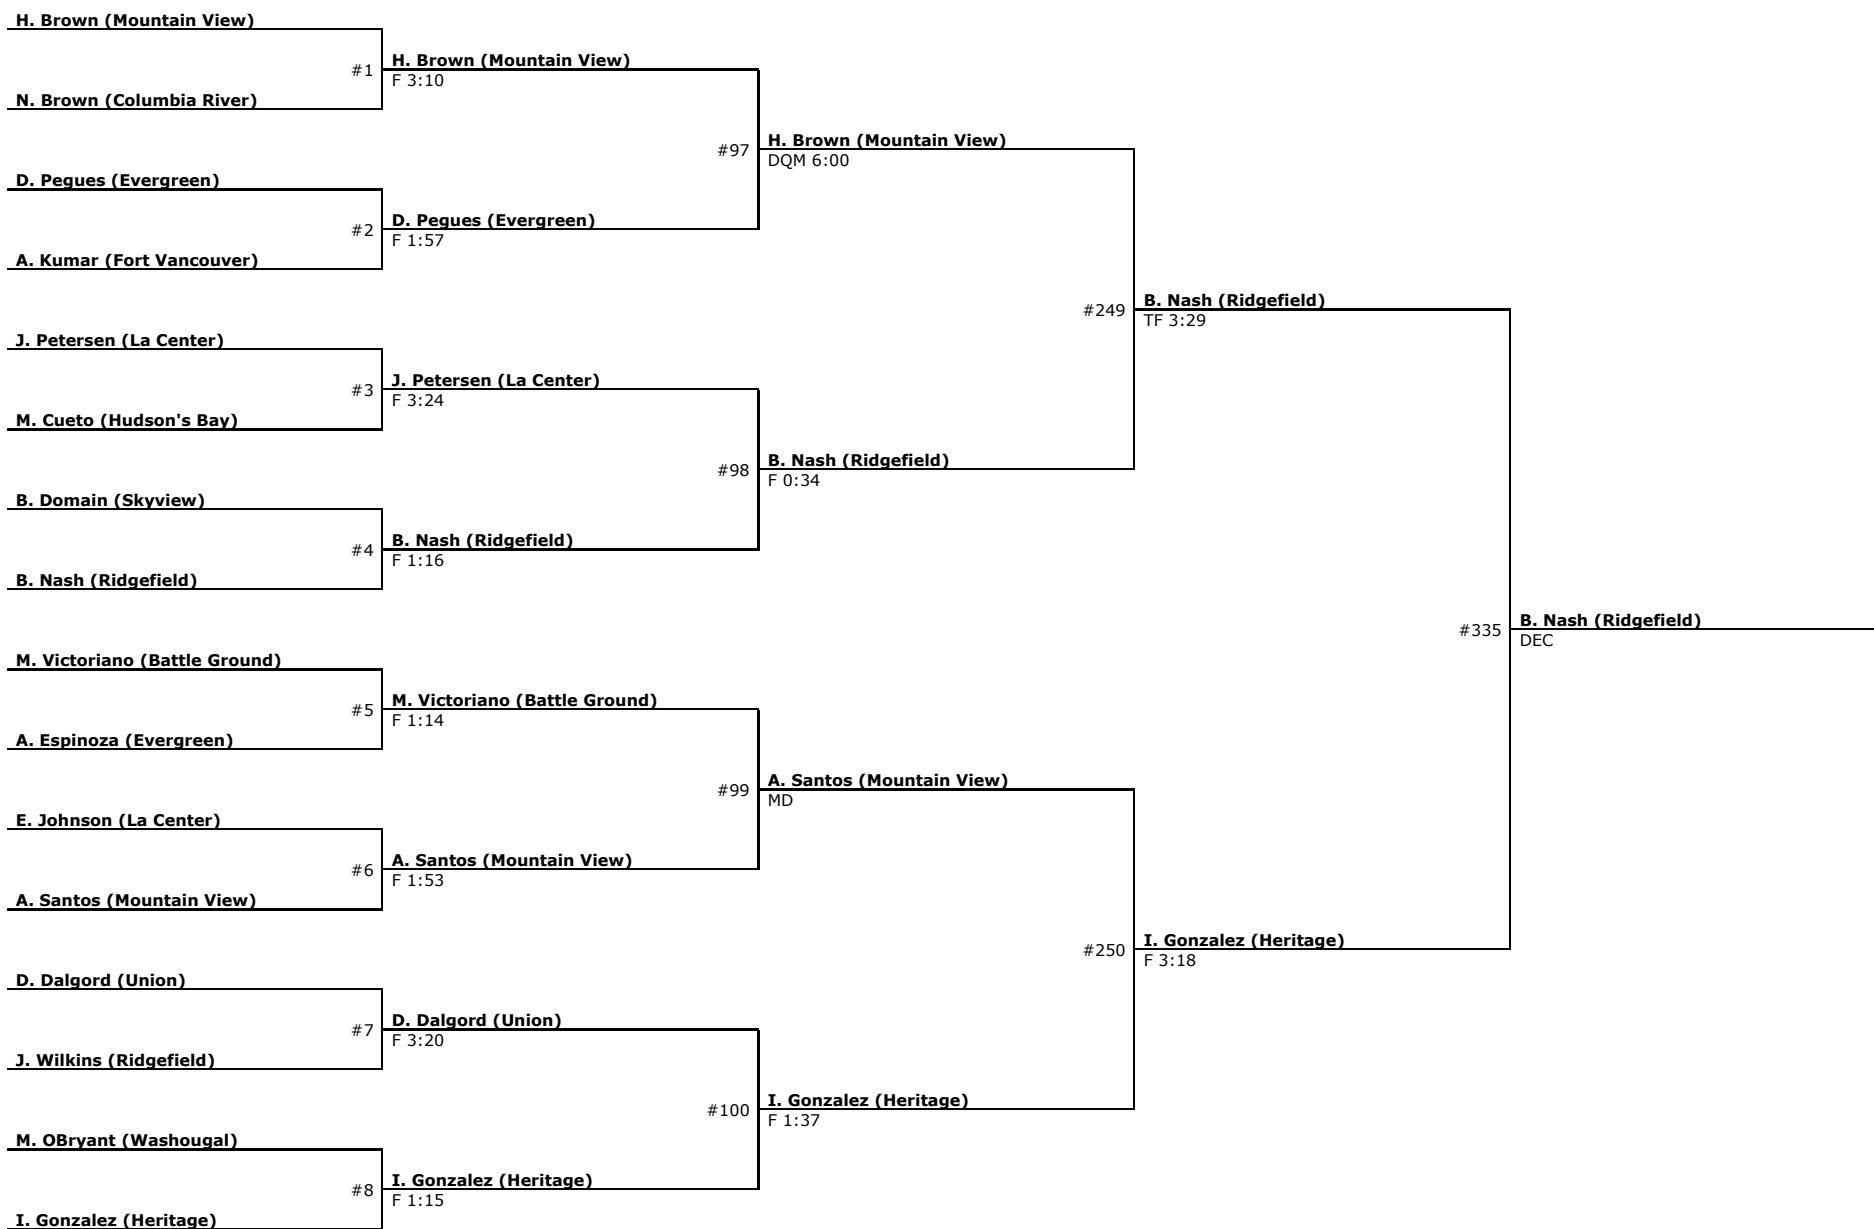 H. Brown (Mountain View)
#1
N. Brown (Columbia River)
H. Brown (Mountain View)
F 3:10
D. Pegues (Evergreen)
#2
A. Kumar (Fort Vancouver)
D. Pegues (Evergreen)
F 1:57
#97
H. Brown (Mountain View)
DQM 6:00
J. Petersen (La Center)
#3
M. Cueto (Hudson's Bay)
J. Petersen (La Center)
F 3:24
B. Domain (Skyview)
#4
B. Nash (Ridgefield)
B. Nash (Ridgefield)
F 1:16
#98
B. Nash (Ridgefield)
F 0:34
#249
B. Nash (Ridgefield)
TF 3:29
M. Victoriano (Battle Ground)
#5
A. Espinoza (Evergreen)
M. Victoriano (Battle Ground)
F 1:14
E. Johnson (La Center)
#6
A. Santos (Mountain View)
A. Santos (Mountain View)
F 1:53
#99
A. Santos (Mountain View)
MD
D. Dalgord (Union)
#7
J. Wilkins (Ridgefield)
D. Dalgord (Union)
F 3:20
M. OBryant (Washougal)
#8
I. Gonzalez (Heritage)
I. Gonzalez (Heritage)
F 1:15
#100
I. Gonzalez (Heritage)
F 1:37
#250
I. Gonzalez (Heritage)
F 3:18
#335
B. Nash (Ridgefield)
DEC